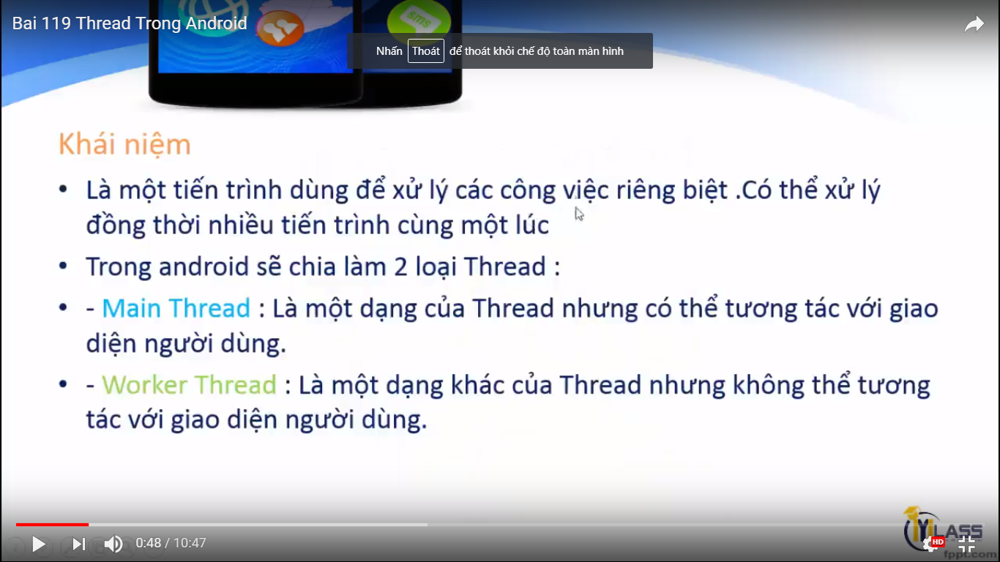 Bai 119 Thread Trong Android
sms
Nhấn Thoát để thoát khỏi chế độ toàn màn hình
Khái niệm
• Là một tiến trình dùng để xử lý các công việc riêng biệt .Có thể xử lý
đồng thời nhiều tiến trình cùng một lúc
• Trong android sẽ chia làm 2 loại Thread :
• - Main Thread : Là một dạng của Thread nhưng có thể tương tác với giao
diện người dùng.
• - Worker Thread : Là một dạng khác của Thread nhưng không thể tương
tác với giao diện người dùng.
LASS
0:48 / 10:47
HD
fppt.com